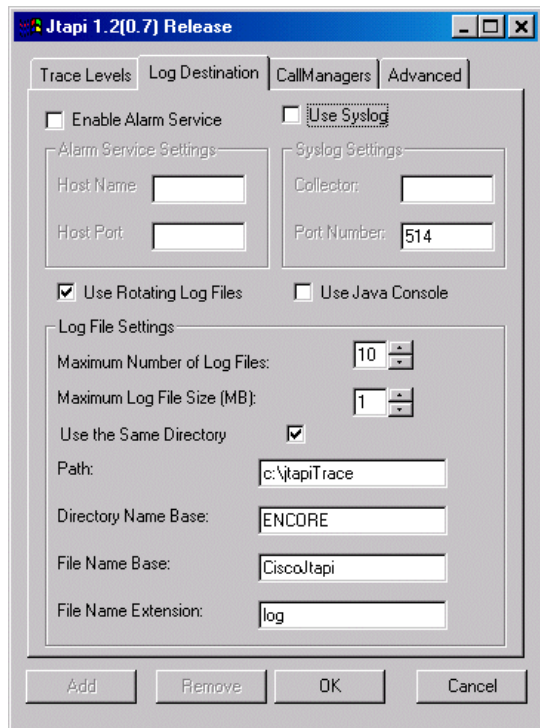 Jtapi 1.2(0.7) Release
Trace Levels Log Destination CallManagers Advanced
Enable Alarm Service Use Syslog
Alarm Service Settings Syslog Settings
Host Name Collector:
Host Port Port Number: 514
Use Rotating Log Files Use Java Console
Log File Settings
Maximum Number of Log Files: 10
Maximum Log File Size (MB): 1
Use the Same Directory
Path: c:\jtapiTrace
Directory Name Base: ENCORE
File Name Base: CiscoJtapi
File Name Extension: log
Add Remove OK Cancel